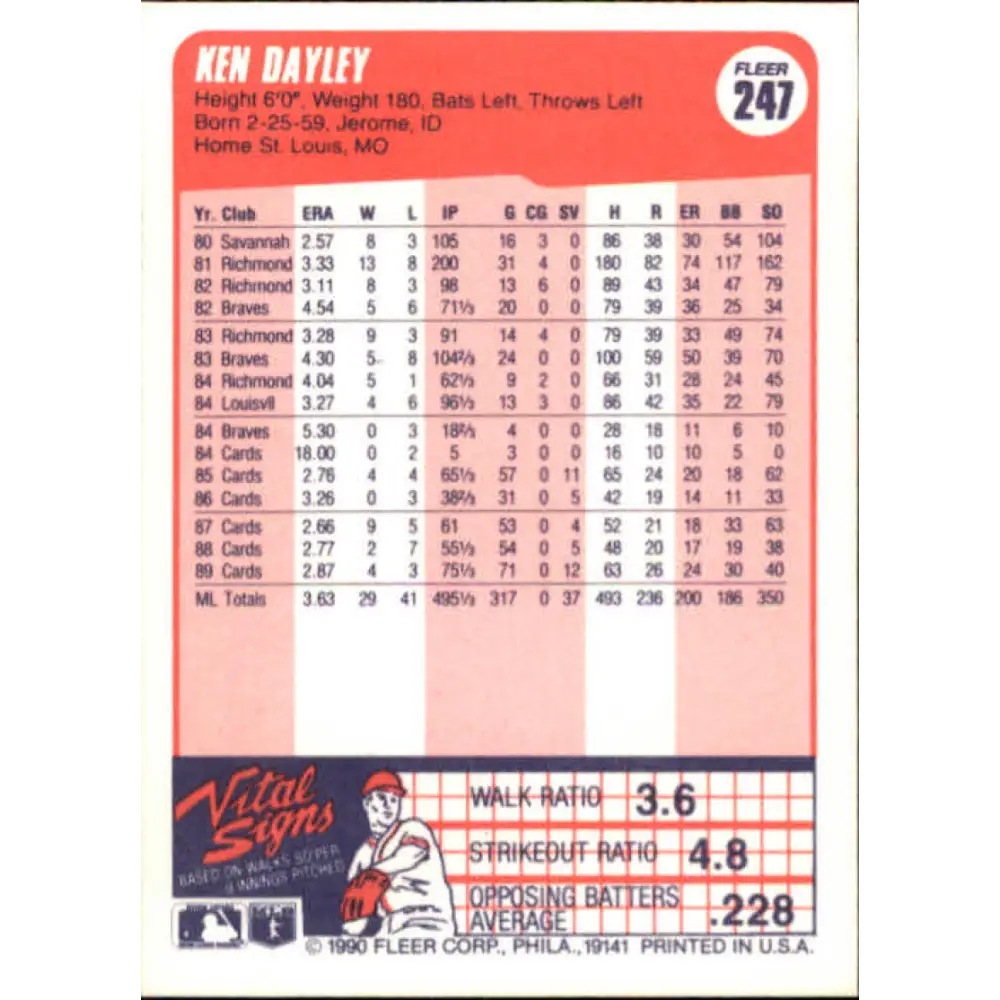 KEN DAYLEY
FLEER
247
Height 6'0", Weight 180, Bats Left, Throws Left
Born 2-25-59, Jerome, ID
Home St. Louis, MO
Yr. Club ERA W L IP G CG SV H R ER BB SO
80 Savannah 2.57 8 3 105 16 3 0 86 38 30 54 104
81 Richmond 3.33 13 8 200 31 4 0 180 82 74 117 162
82 Richmond 3.11 8 3 98 13 6 0 89 43 34 47 79
82 Braves 4.54 5 6 71⅓ 20 0 0 79 39 36 25 34
83 Richmond 3.28 9 3 91 14 4 0 79 39 33 49 74
83 Braves 4.30 5 8 104⅔ 24 0 0 100 59 50 39 70
84 Richmond 4.04 5 1 62⅓ 9 2 0 66 31 28 24 45
84 Louisvll 3.27 4 6 96⅓ 13 3 0 86 42 35 22 79
84 Braves 5.30 0 3 18⅔ 4 0 0 28 18 11 6 10
84 Cards 18.00 0 2 5 3 0 0 16 10 10 5 0
85 Cards 2.76 4 4 65⅓ 57 0 11 65 24 20 18 62
86 Cards 3.26 0 3 38⅔ 31 0 5 42 19 14 11 33
87 Cards 2.66 9 5 61 53 0 4 52 21 18 33 63
88 Cards 2.77 2 7 55⅓ 54 0 5 48 20 17 19 38
89 Cards 2.87 4 3 75⅓ 71 0 12 63 26 24 30 40
ML Totals 3.63 29 41 495⅓ 317 0 37 493 236 200 186 350
Vital
Signs
BASED ON WALKS, SO PER
9 INNINGS PITCHED
WALK RATIO 3.6
STRIKEOUT RATIO 4.8
OPPOSING BATTERS
AVERAGE .228
© 1990 FLEER CORP., PHILA., 19141 PRINTED IN U.S.A.